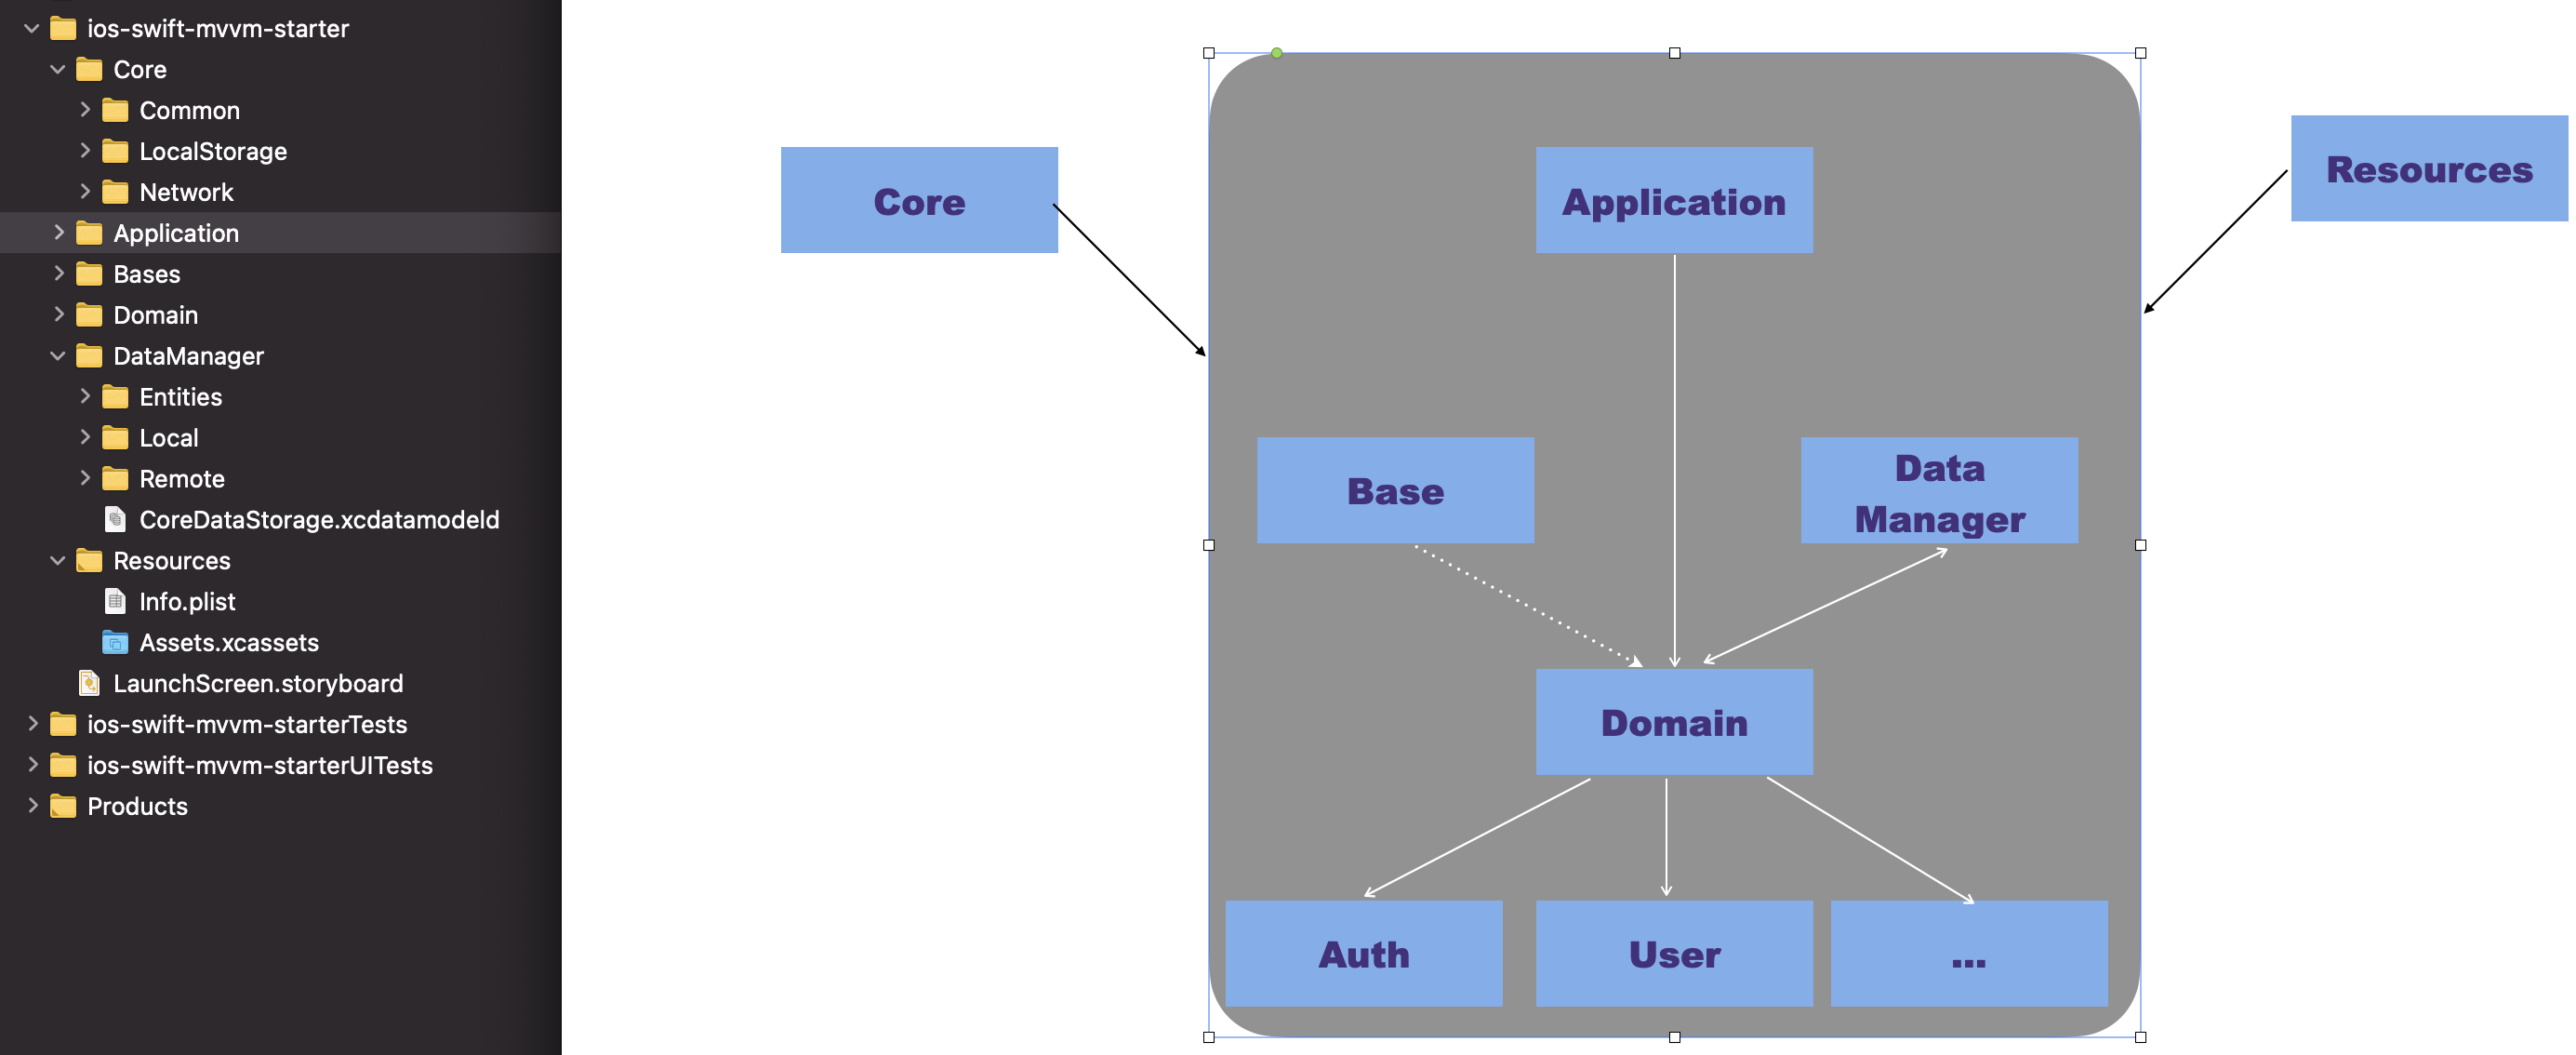 ios-swift-mvvm-starter
Core
Common
LocalStorage
Network
Application
Bases
Domain
DataManager
Entities
Local
Remote
CoreDataStorage.xcdatamodeld
Resources
Info.plist
Assets.xcassets
LaunchScreen.storyboard
ios-swift-mvvm-starterTests
ios-swift-mvvm-starterUITests
Products
Core
Application
Resources
Base
Data
Manager
Domain
Auth
User
...